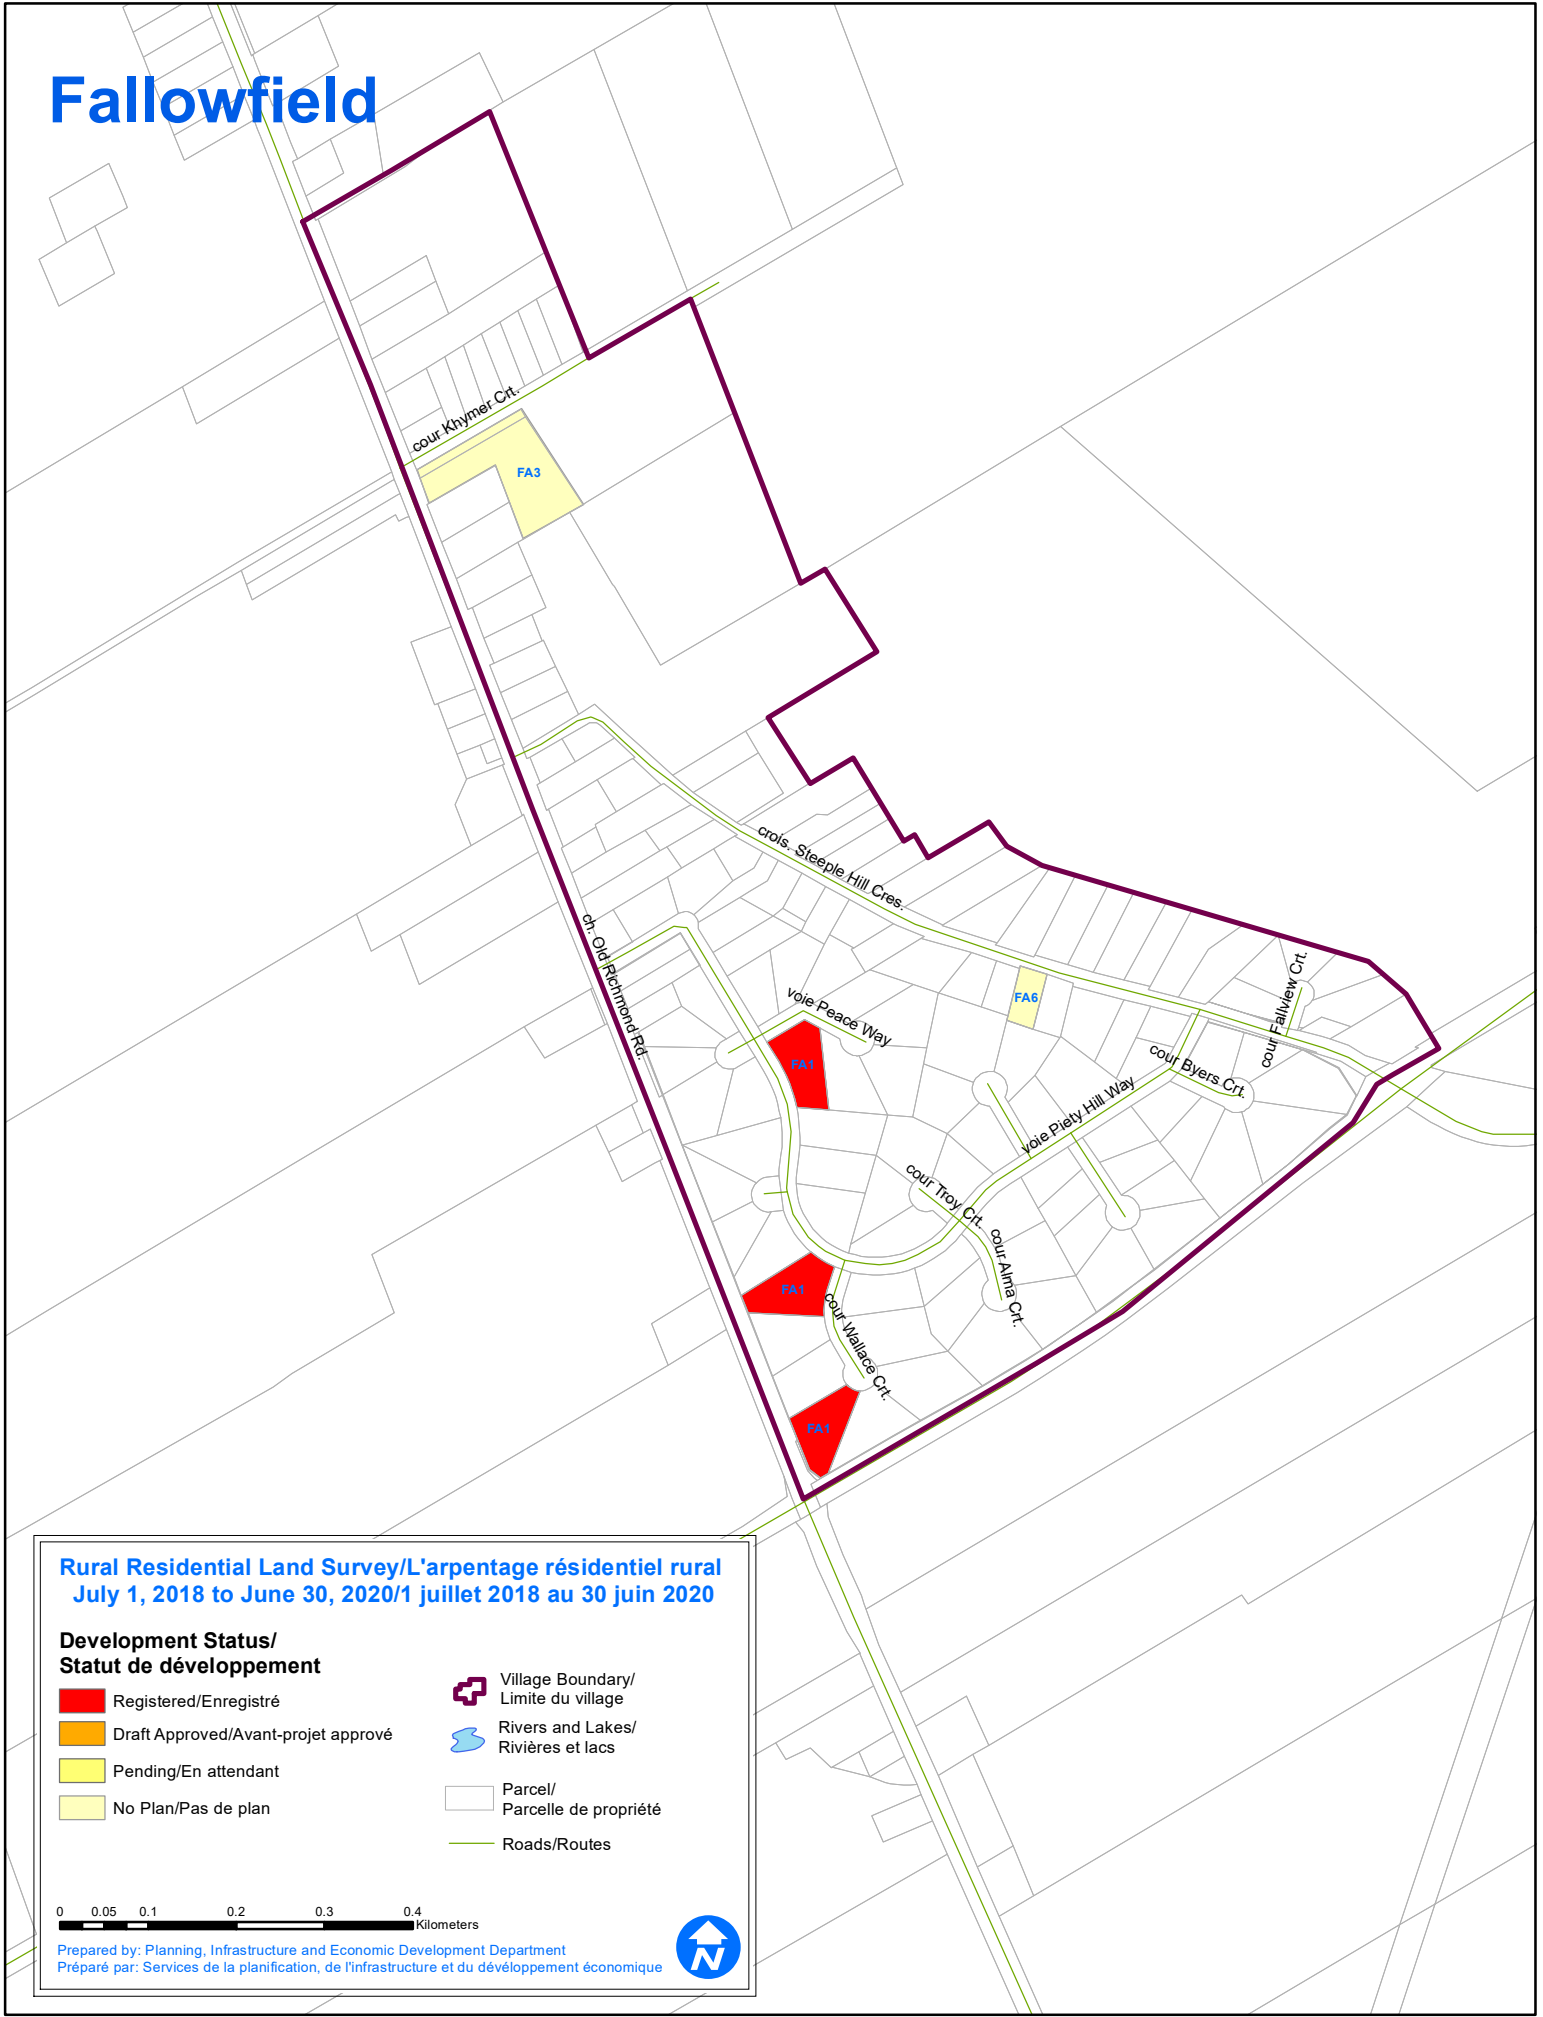 Fallowfield
cour Khymer Crt.
FA3
crois. Steeple Hill Cres.
ch. Old Richmond Rd.
voie Peace Way
FA6
cour Fallview Crt.
FA1
cour Byers Crt.
voie Piety Hill Way
cour Troy Crt.
cour Alma Crt.
FA1
cour Wallace Crt.
FA1
Rural Residential Land Survey/L'arpentage résidentiel rural
July 1, 2018 to June 30, 2020/1 juillet 2018 au 30 juin 2020
Development Status/
Statut de développement
Registered/Enregistré
Draft Approved/Avant-projet apprové
Pending/En attendant
No Plan/Pas de plan
Village Boundary/
Limite du village
Rivers and Lakes/
Rivières et lacs
Parcel/
Parcelle de propriété
Roads/Routes
0 0.05 0.1 0.2 0.3 0.4
Kilometers
Prepared by: Planning, Infrastructure and Economic Development Department
Préparé par: Services de la planification, de l'infrastructure et du dévéloppement économique
N